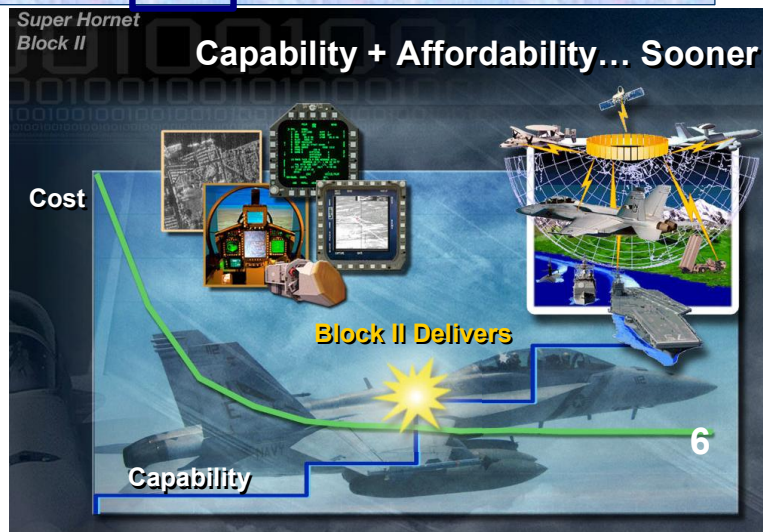 Super Hornet
Block II
Capability + Affordability… Sooner
Cost
Block II Delivers
6
Capability